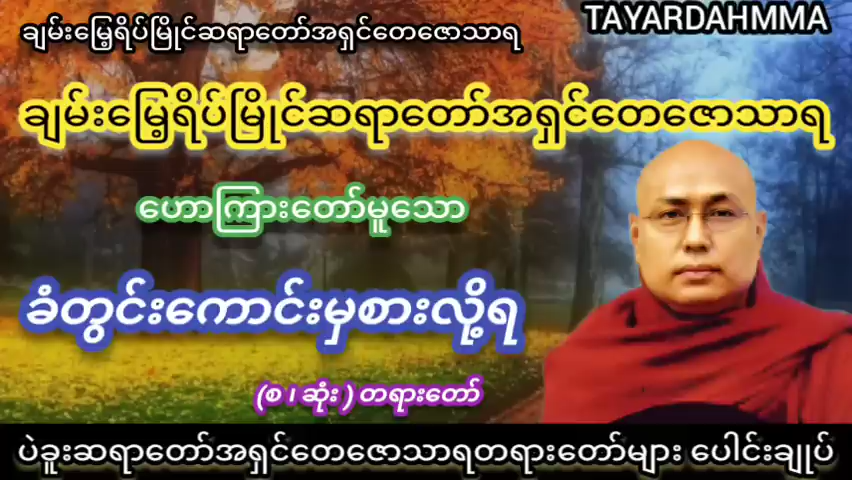 TAYARDAHMMA
ချမ်းမြေ့ရိပ်မြိုင်ဆရာတော်အရှင်တေဇောသာရ
ချမ်းမြေ့ရိပ်မြိုင်ဆရာတော်အရှင်တေဇောသာရ
ဟောကြားတော်မူသော
ခံတွင်းကောင်းမှစားလို့ရ
(စ ၊ ဆုံး ) တရားတော်
ပဲခူးဆရာတော်အရှင်တေဇောသာရတရားတော်များ ပေါင်းချုပ်